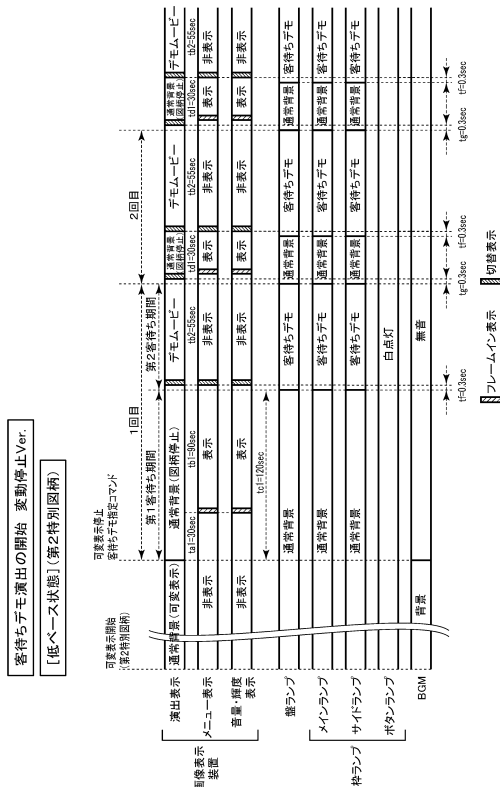 客待ちデモ演出の開始 変動停止Ver.
[低ベース状態](第2特別図柄)
可変表示開始
(第2特別図柄)
可変表示停止
客待ちデモ指定コマンド
1回目
2回目
第1客待ち期間
第2客待ち期間
画像表示
装置
演出表示
通常背景(可変表示)
通常背景(図柄停止)
デモムービー
通常背景
図柄停止
デモムービー
通常背景
図柄停止
デモムービー
ta1=30sec
tb1=90sec
tb2=55sec
td1=30sec
tb2=55sec
td1=30sec
tb2=55sec
メニュー表示
非表示
表示
非表示
表示
非表示
表示
非表示
音量・輝度
表示
非表示
表示
非表示
表示
非表示
表示
非表示
tc1=120sec
盤ランプ
通常背景
客待ちデモ
通常背景
客待ちデモ
通常背景
客待ちデモ
枠ランプ
メインランプ
通常背景
客待ちデモ
通常背景
客待ちデモ
通常背景
客待ちデモ
サイドランプ
通常背景
客待ちデモ
通常背景
客待ちデモ
通常背景
客待ちデモ
ボタンランプ
白点灯
BGM
背景
無音
tf=0.3sec
tg=0.3sec
tf=0.3sec
tg=0.3sec
tf=0.3sec
フレームイン表示
切替表示